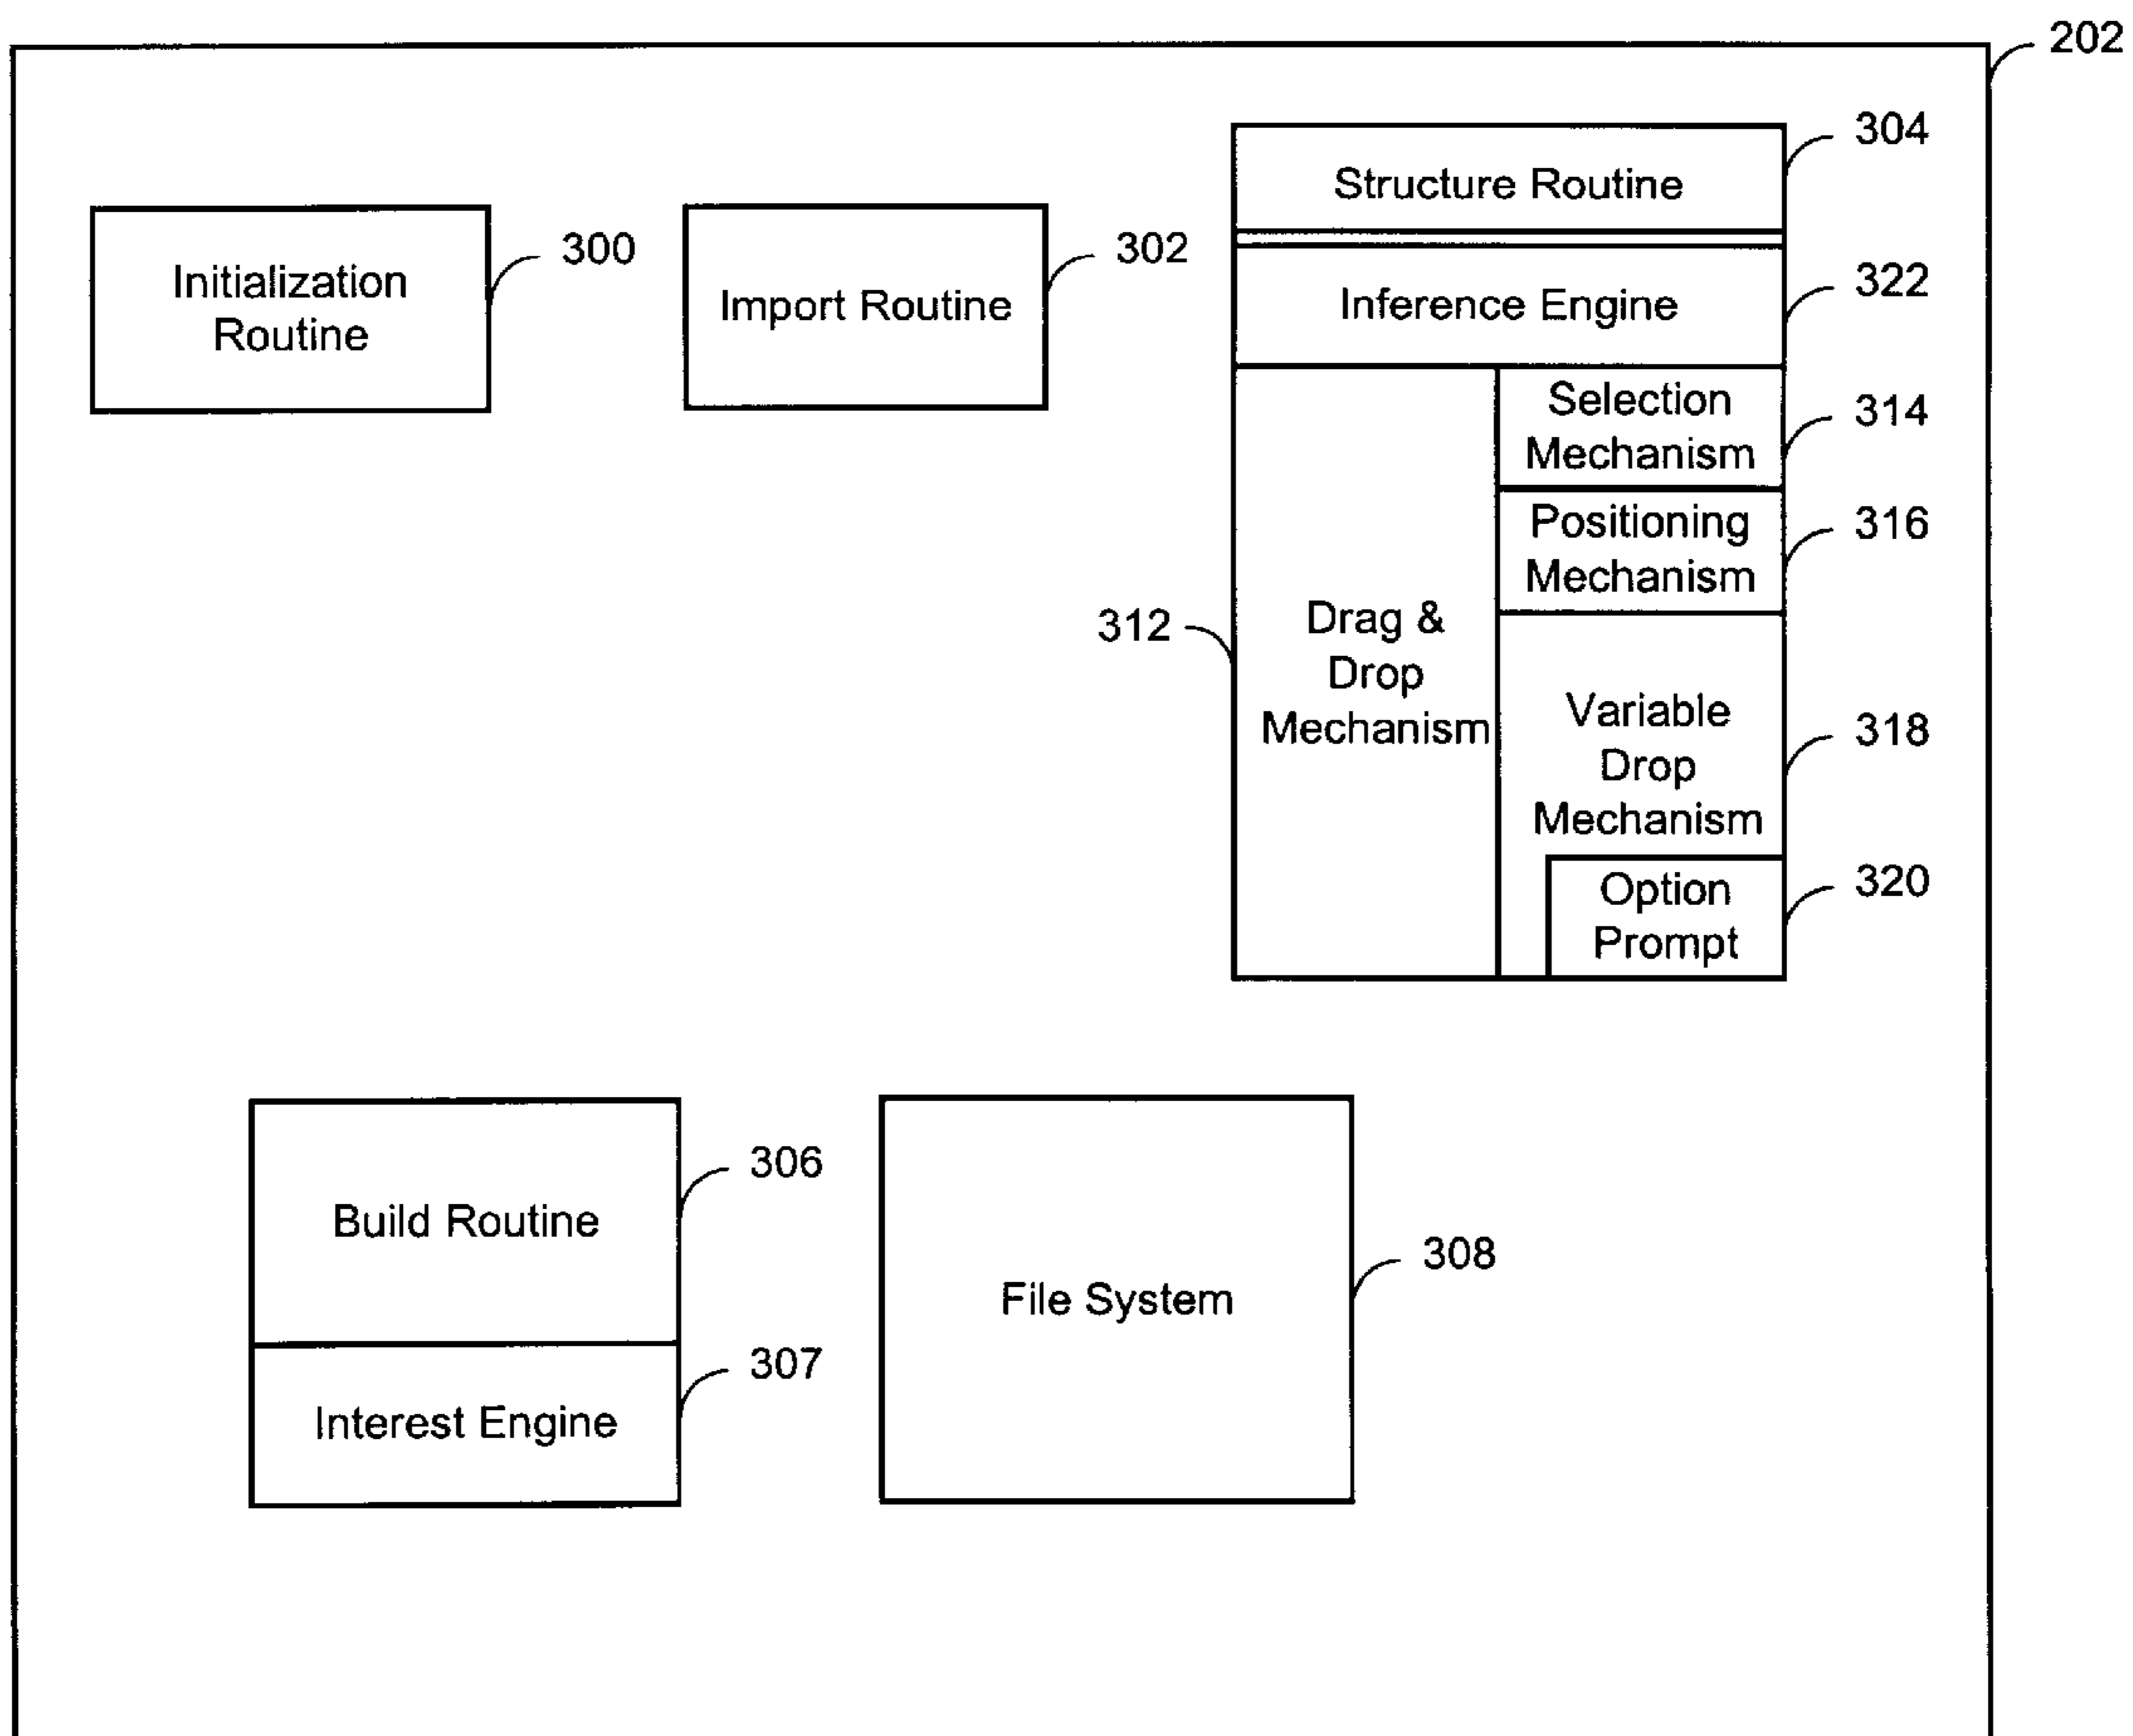 202
304
Structure Routine
300
302
Initialization
Routine
Import Routine
322
Inference Engine
Selection
Mechanism
314
Positioning
Mechanism
316
312
Drag &
Drop
Mechanism
Variable
Drop
Mechanism
318
Option
Prompt
320
306
Build Routine
308
File System
307
Interest Engine